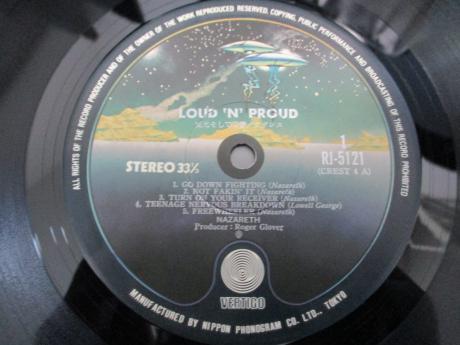 ALL RIGHTS OF THE RECORD PRODUCER AND OF THE OWNER OF THE WORK REPRODUCED RESERVED. COPYING, PUBLIC PERFORMANCE AND BROADCASTING OF THIS RECORD PROHIBITED
LOUD 'N' PROUD
STEREO 33⅓
1
RJ-5121
(CREST 4 A)
1. GO DOWN FIGHTING (Nazareth)
2. NOT FAKIN' IT (Nazareth)
3. TURN ON YOUR RECEIVER (Nazareth)
4. TEENAGE NERVOUS BREAKDOWN (Lowell George)
5. FREEWHEELER (Nazareth)
NAZARETH
Producer : Roger Glover
VERTIGO
MANUFACTURED BY NIPPON PHONOGRAM CO. LTD., TOKYO